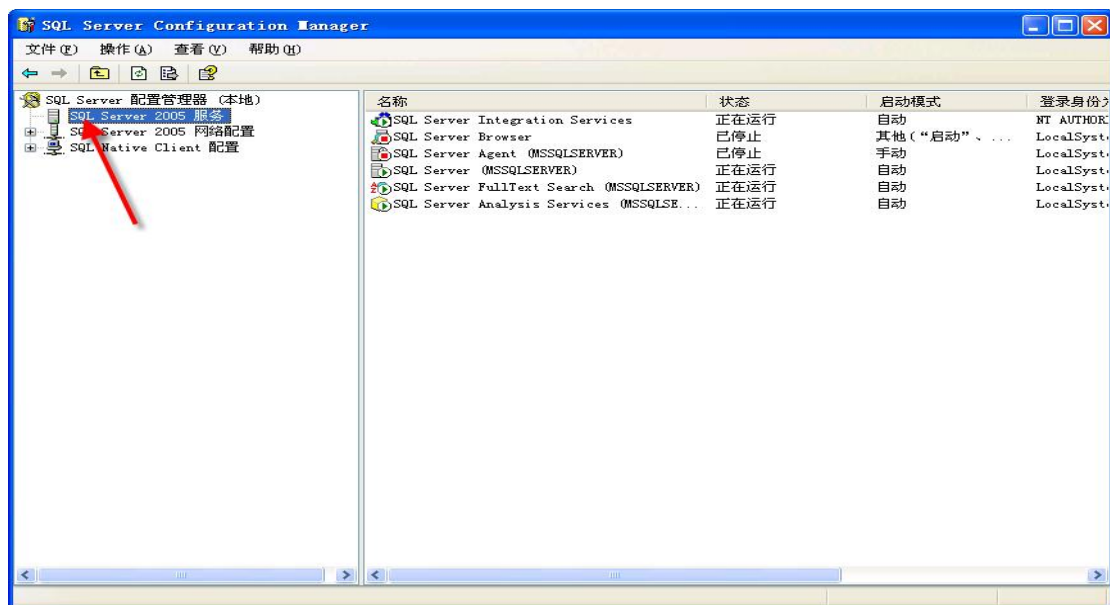 SQL Server Configuration Manager
文件(F) 操作(A) 查看(V) 帮助(H)
SQL Server 配置管理器 (本地)
SQL Server 2005 服务
SQL Server 2005 网络配置
SQL Native Client 配置
名称 状态 启动模式 登录身份为
SQL Server Integration Services 正在运行 自动 NT AUTHOR
SQL Server Browser 已停止 其他(“启动”、... LocalSyst
SQL Server Agent (MSSQLSERVER) 已停止 手动 LocalSyst
SQL Server (MSSQLSERVER) 正在运行 自动 LocalSyst
SQL Server FullText Search (MSSQLSERVER) 正在运行 自动 LocalSyst
SQL Server Analysis Services (MSSQLSE... 正在运行 自动 LocalSyst